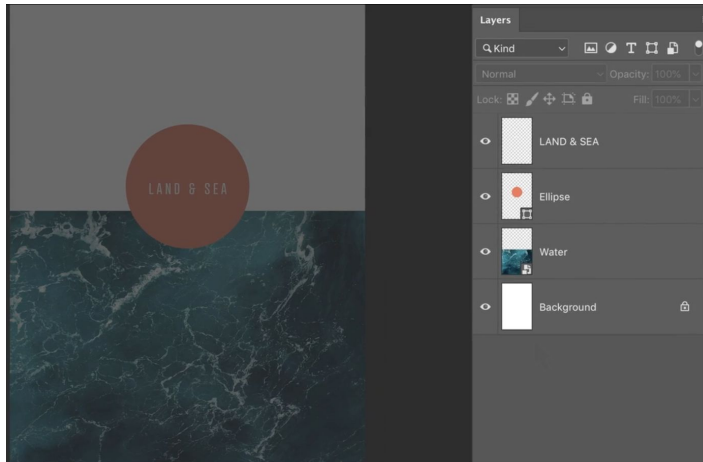 LAND & SEA
Layers
Kind
Normal Opacity: 100%
Lock: Fill: 100%
LAND & SEA
Ellipse
Water
Background